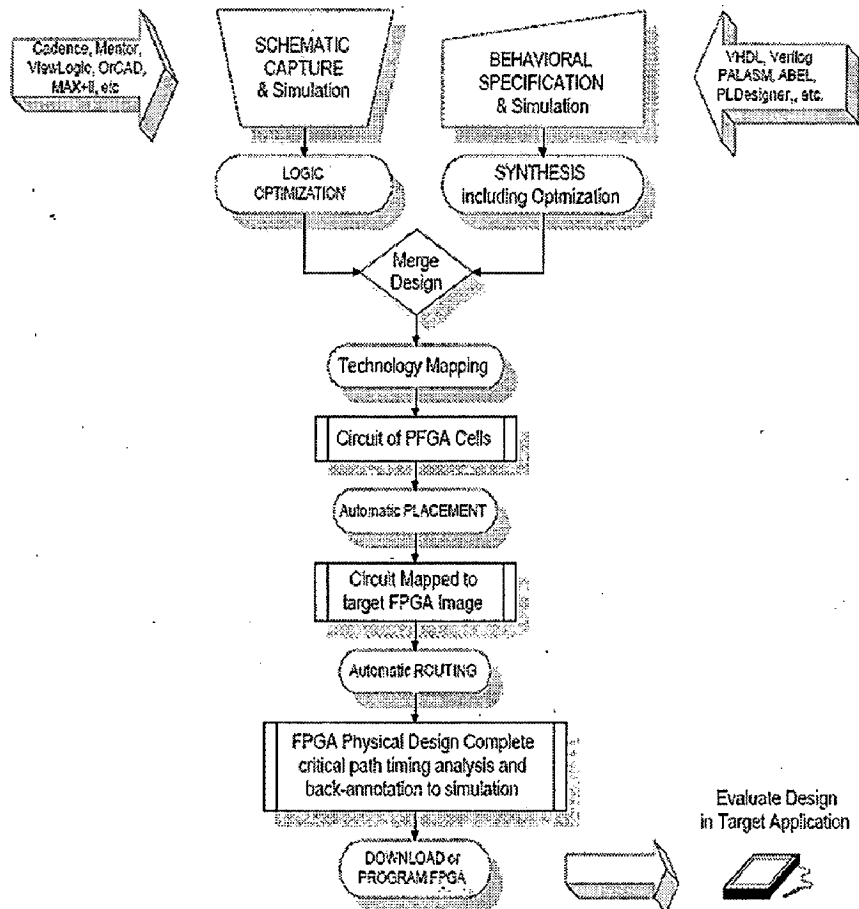 Cadence, Mentor,
ViewLogic, OrCAD,
MAX+II, etc
SCHEMATIC
CAPTURE
& Simulation
BEHAVIORAL
SPECIFICATION
& Simulation
VHDL, Verilog
PALASM, ABEL,
PLDesigner,, etc.
LOGIC
OPTIMIZATION
SYNTHESIS
including Optmization
Merge
Design
Technology Mapping
Circuit of PFGA Cells
Automatic PLACEMENT
Circuit Mapped to
target FPGA Image
Automatic ROUTING
FPGA Physical Design Complete
critical path timing analysis and
back-annotation to simulation
DOWNLOAD or
PROGRAM FPGA
Evaluate Design
in Target Application